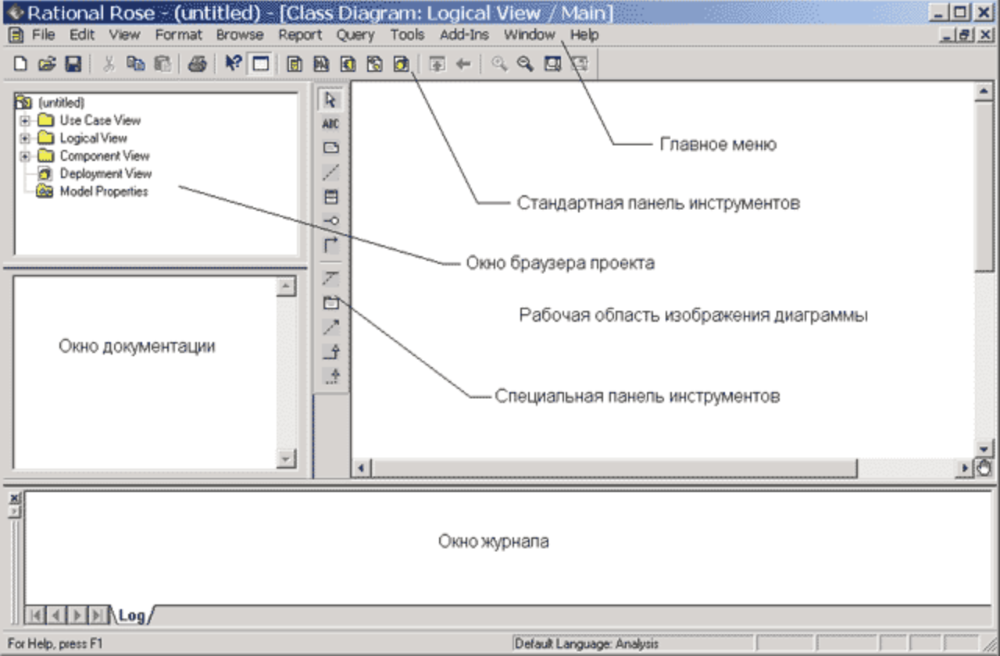 Rational Rose - (untitled) - [Class Diagram: Logical View / Main]
File Edit View Format Browse Report Query Tools Add-Ins Window Help
(untitled)
Use Case View
Logical View
Component View
Deployment View
Model Properties
ABC
Главное меню
Стандартная панель инструментов
Окно браузера проекта
Рабочая область изображения диаграммы
Окно документации
Специальная панель инструментов
Окно журнала
Log
For Help, press F1
Default Language: Analysis